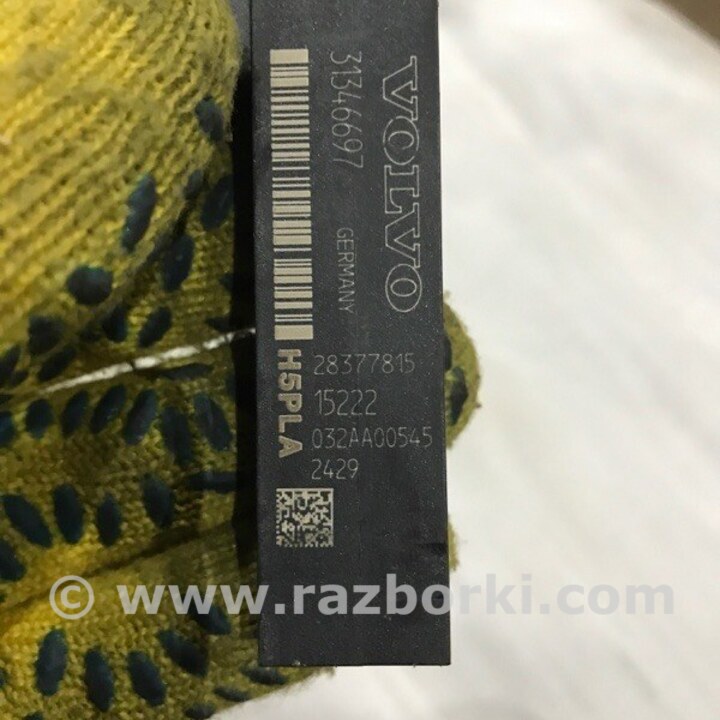 VOLVO
31346697
GERMANY
H5PLA
28377815
15222
032AA00545
2429
© www.razborki.com